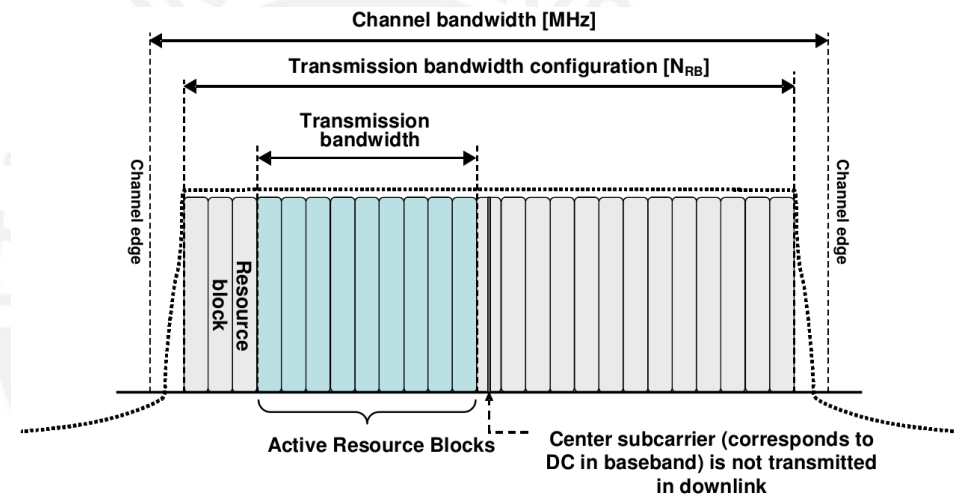 Channel bandwidth [MHz]
Transmission bandwidth configuration [NRB]
Transmission
bandwidth
Channel edge
Channel edge
Resource
block
Active Resource Blocks
Center subcarrier (corresponds to
DC in baseband) is not transmitted
in downlink